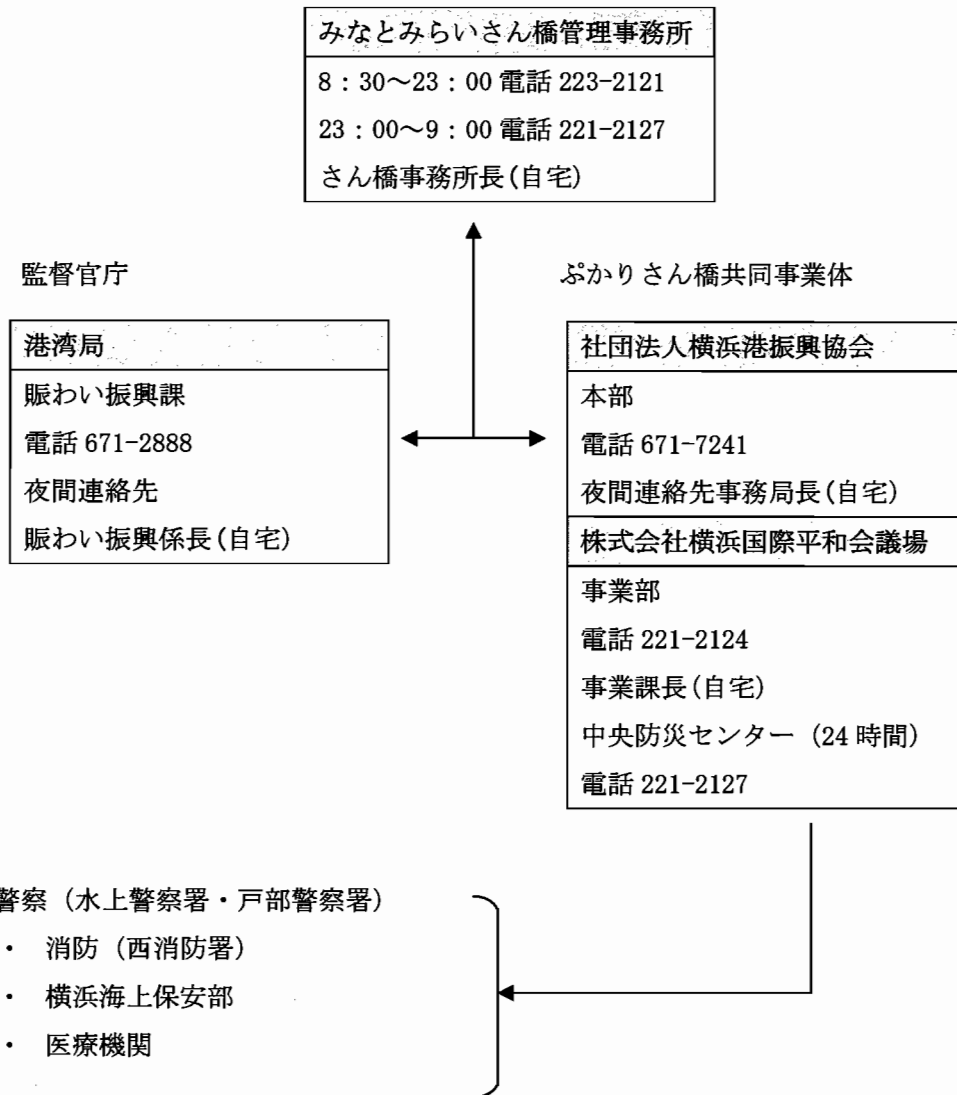 みなとみらいさん橋管理事務所
8：30～23：00 電話 223-2121
23：00～9：00 電話 221-2127
さん橋事務所長(自宅)
監督官庁
港湾局
賑わい振興課
電話 671-2888
夜間連絡先
賑わい振興係長(自宅)
ぷかりさん橋共同事業体
社団法人横浜港振興協会
本部
電話 671-7241
夜間連絡先事務局長(自宅)
株式会社横浜国際平和会議場
事業部
電話 221-2124
事業課長(自宅)
中央防災センター（24 時間）
電話 221-2127
警察（水上警察署・戸部警察署）
・ 消防（西消防署）
・ 横浜海上保安部
・ 医療機関